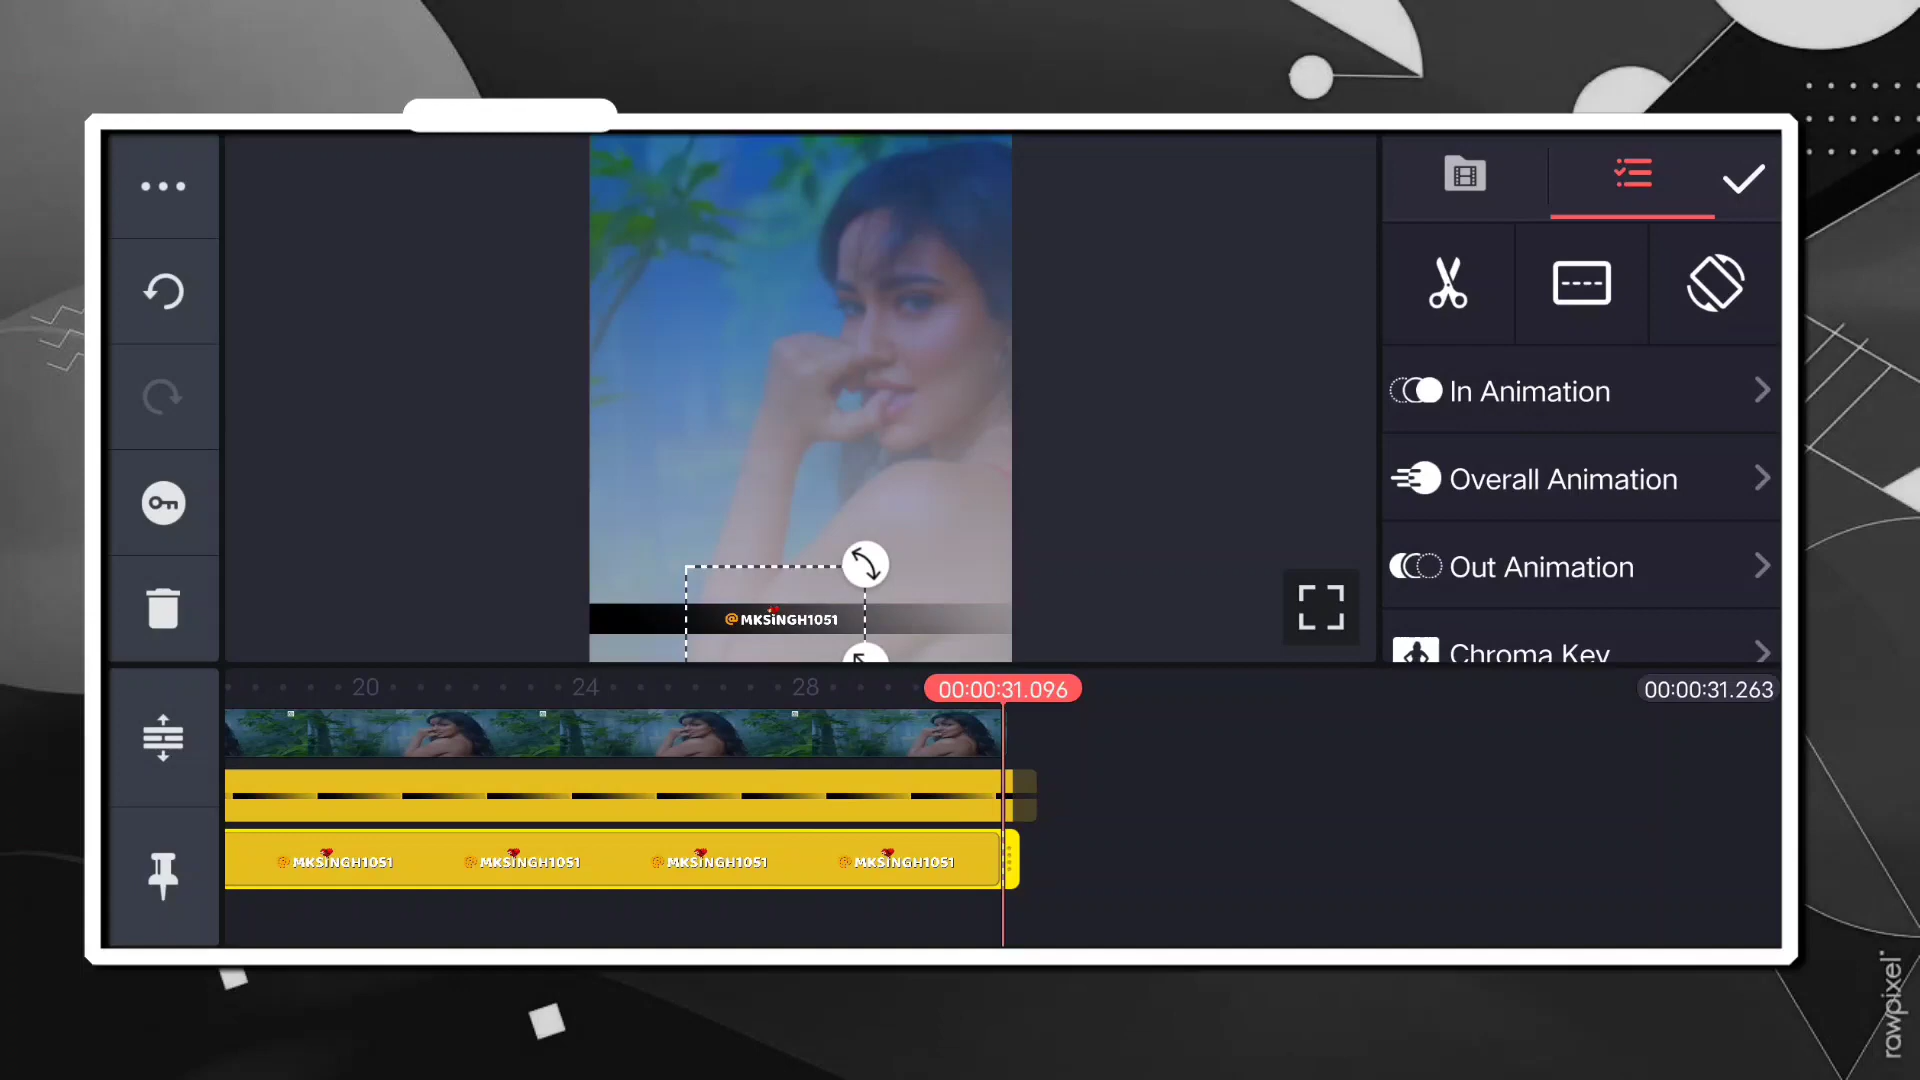 In Animation
Overall Animation
Out Animation
Chroma Key
@MKSiNGH1051
20 24 28 00:00:31.096 00:00:31.263
@MKSiNGH1051 @MKSiNGH1051 @MKSiNGH1051 @MKSiNGH1051
rawpixel